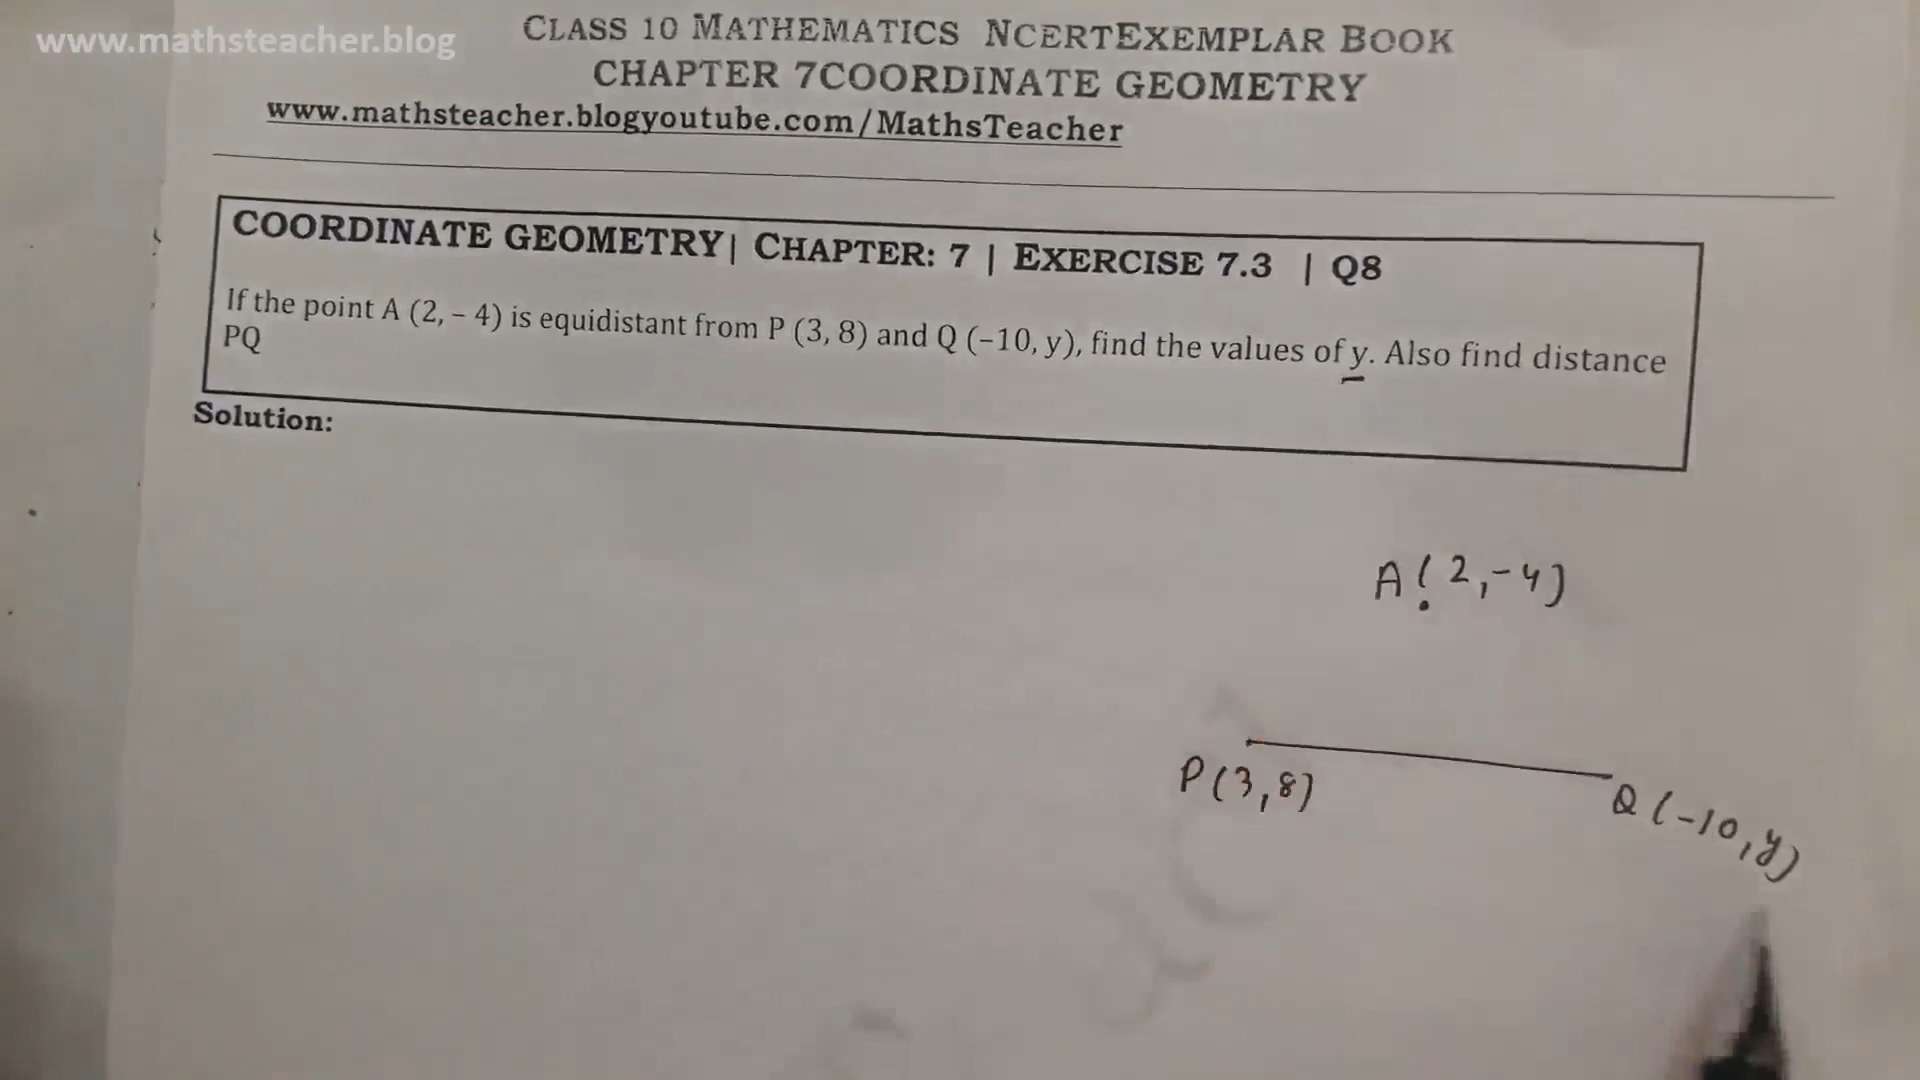 www.mathsteacher.blog
CLASS 10 MATHEMATICS NCERTEXEMPLAR BOOK
CHAPTER 7COORDINATE GEOMETRY
www.mathsteacher.blogyoutube.com/MathsTeacher
COORDINATE GEOMETRY| CHAPTER: 7 | EXERCISE 7.3 | Q8
If the point A (2, – 4) is equidistant from P (3, 8) and Q (–10, y), find the values of y. Also find distance
PQ
Solution:
A(2,-4)
P(3,8)
Q(-10,y)